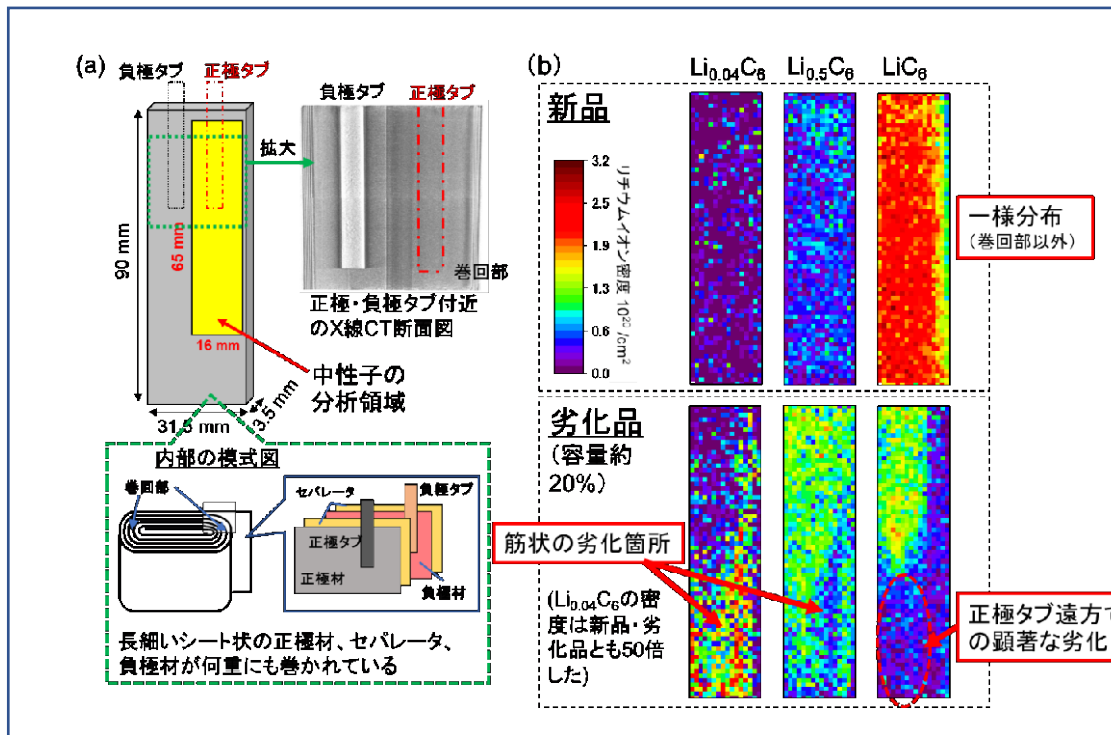 (a)
負極タブ
正極タブ
負極タブ
正極タブ
拡大
90 mm
65 mm
16 mm
31.5 mm
3.5 mm
巻回部
正極・負極タブ付近
のX線CT断面図
中性子の
分析領域
内部の模式図
巻回部
セパレータ
負極タブ
正極タブ
正極材
負極材
長細いシート状の正極材、セパレータ、
負極材が何重にも巻かれている
(b)
Li0.04C6
Li0.5C6
LiC6
新品
3.2
2.5
1.9
1.3
0.6
0.0
リチウムイオン密度 10²⁰ /cm²
一様分布
(巻回部以外)
劣化品
(容量約
20%)
筋状の劣化箇所
(Li0.04C6の密
度は新品・劣
化品とも50倍
した)
正極タブ遠方で
の顕著な劣化